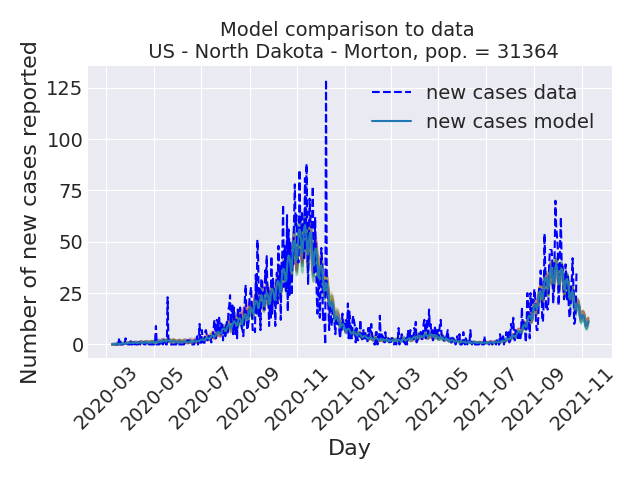 Model comparison to data
US - North Dakota - Morton, pop. = 31364
Number of new cases reported
125
100
75
50
25
0
new cases data
new cases model
2020-03
2020-05
2020-07
2020-09
2020-11
2021-01
2021-03
2021-05
2021-07
2021-09
2021-11
Day